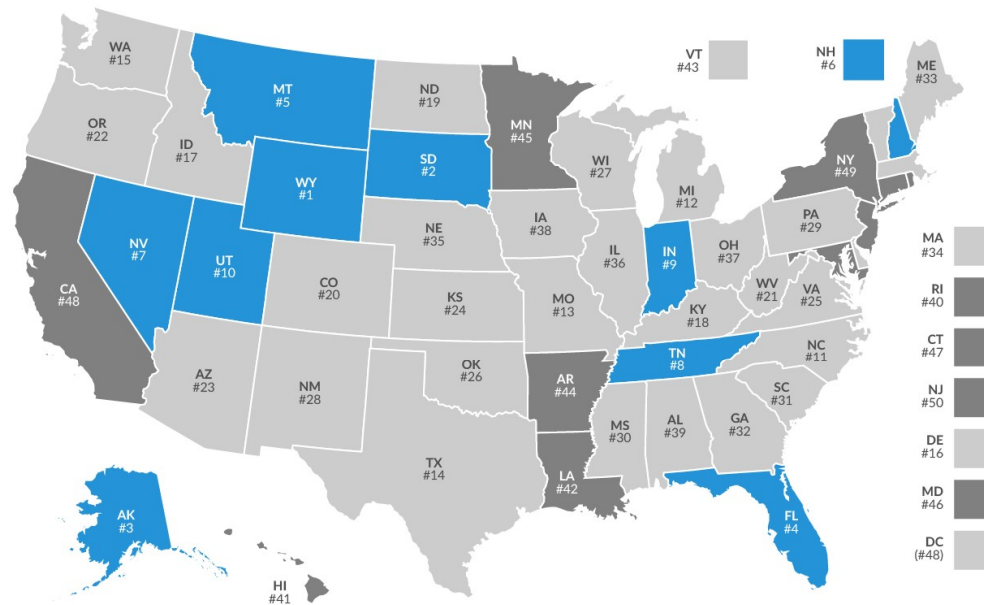 WA
#15
OR
#22
CA
#48
NV
#7
ID
#17
MT
#5
WY
#1
UT
#10
AZ
#23
CO
#20
NM
#28
ND
#19
SD
#2
NE
#35
KS
#24
OK
#26
TX
#14
MN
#45
IA
#38
MO
#13
AR
#44
LA
#42
WI
#27
IL
#36
MI
#12
IN
#9
OH
#37
KY
#18
TN
#8
MS
#30
AL
#39
GA
#32
FL
#4
SC
#31
NC
#11
WV
#21
VA
#25
PA
#29
NY
#49
ME
#33
VT
#43
NH
#6
MA
#34
RI
#40
CT
#47
NJ
#50
DE
#16
MD
#46
DC
(#48)
AK
#3
HI
#41